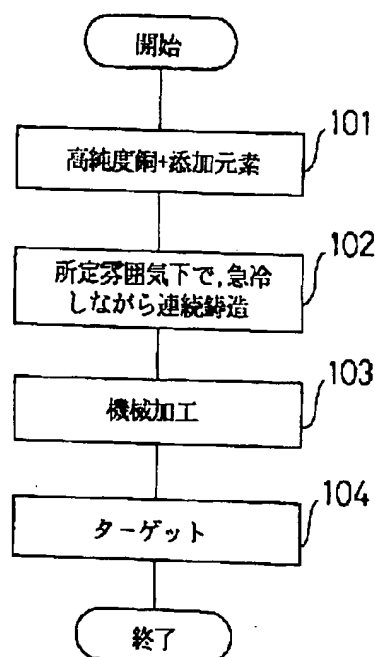 開始
101
高純度銅+添加元素
102
所定雰囲気下で,急冷
しながら連続鋳造
103
機械加工
104
ターゲット
終了